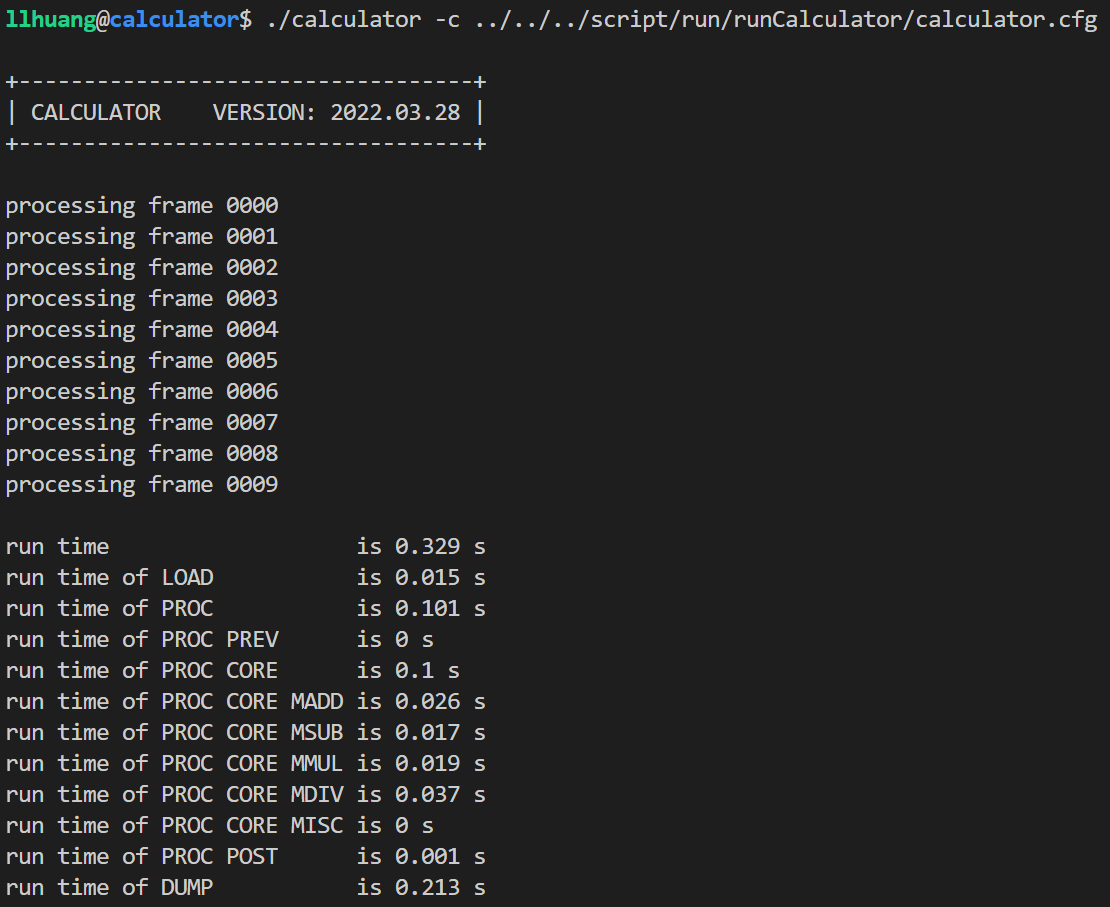 llhuang@calculator$ ./calculator -c ../../../script/run/runCalculator/calculator.cfg

+-----------------------------------+
| CALCULATOR    VERSION: 2022.03.28 |
+-----------------------------------+

processing frame 0000
processing frame 0001
processing frame 0002
processing frame 0003
processing frame 0004
processing frame 0005
processing frame 0006
processing frame 0007
processing frame 0008
processing frame 0009

run time                   is 0.329 s
run time of LOAD           is 0.015 s
run time of PROC           is 0.101 s
run time of PROC PREV      is 0 s
run time of PROC CORE      is 0.1 s
run time of PROC CORE MADD is 0.026 s
run time of PROC CORE MSUB is 0.017 s
run time of PROC CORE MMUL is 0.019 s
run time of PROC CORE MDIV is 0.037 s
run time of PROC CORE MISC is 0 s
run time of PROC POST      is 0.001 s
run time of DUMP           is 0.213 s